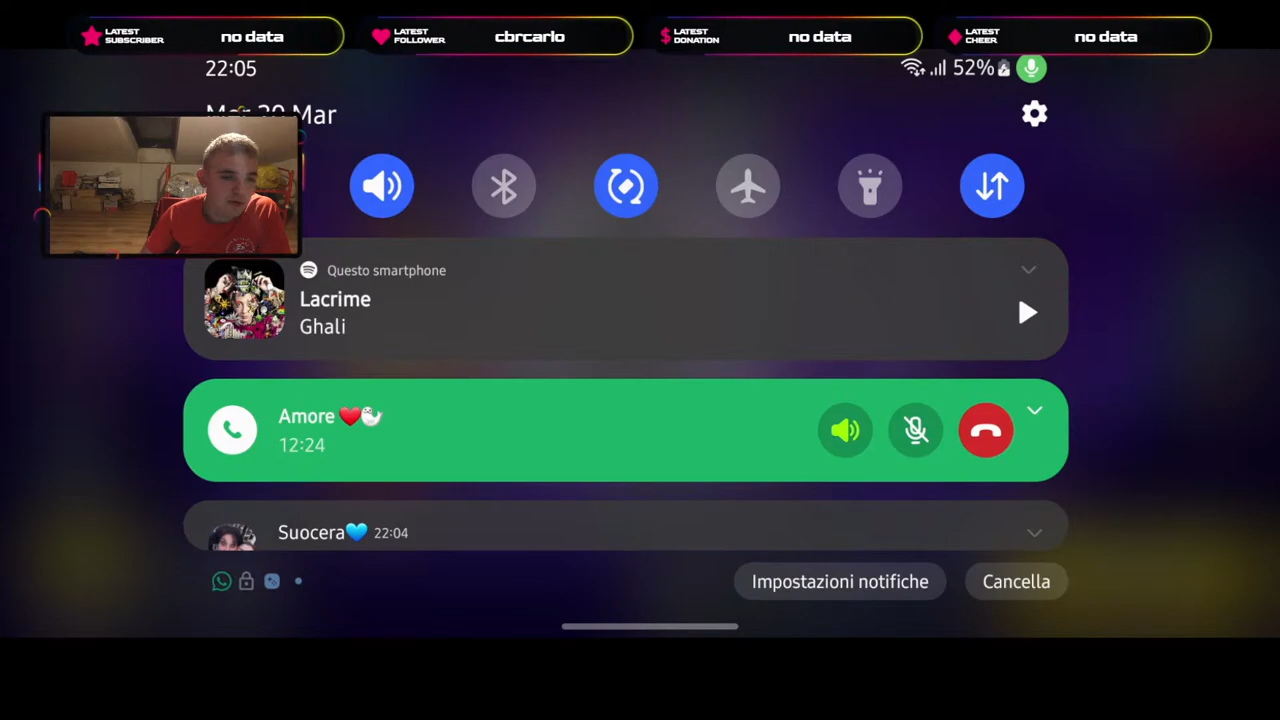 LATEST SUBSCRIBER
no data
LATEST FOLLOWER
cbrcarlo
LATEST DONATION
no data
LATEST CHEER
no data
22:05
52%
Mar
Questo smartphone
Lacrime
Ghali
Amore ❤️
12:24
Suocera💙 22:04
Impostazioni notifiche
Cancella